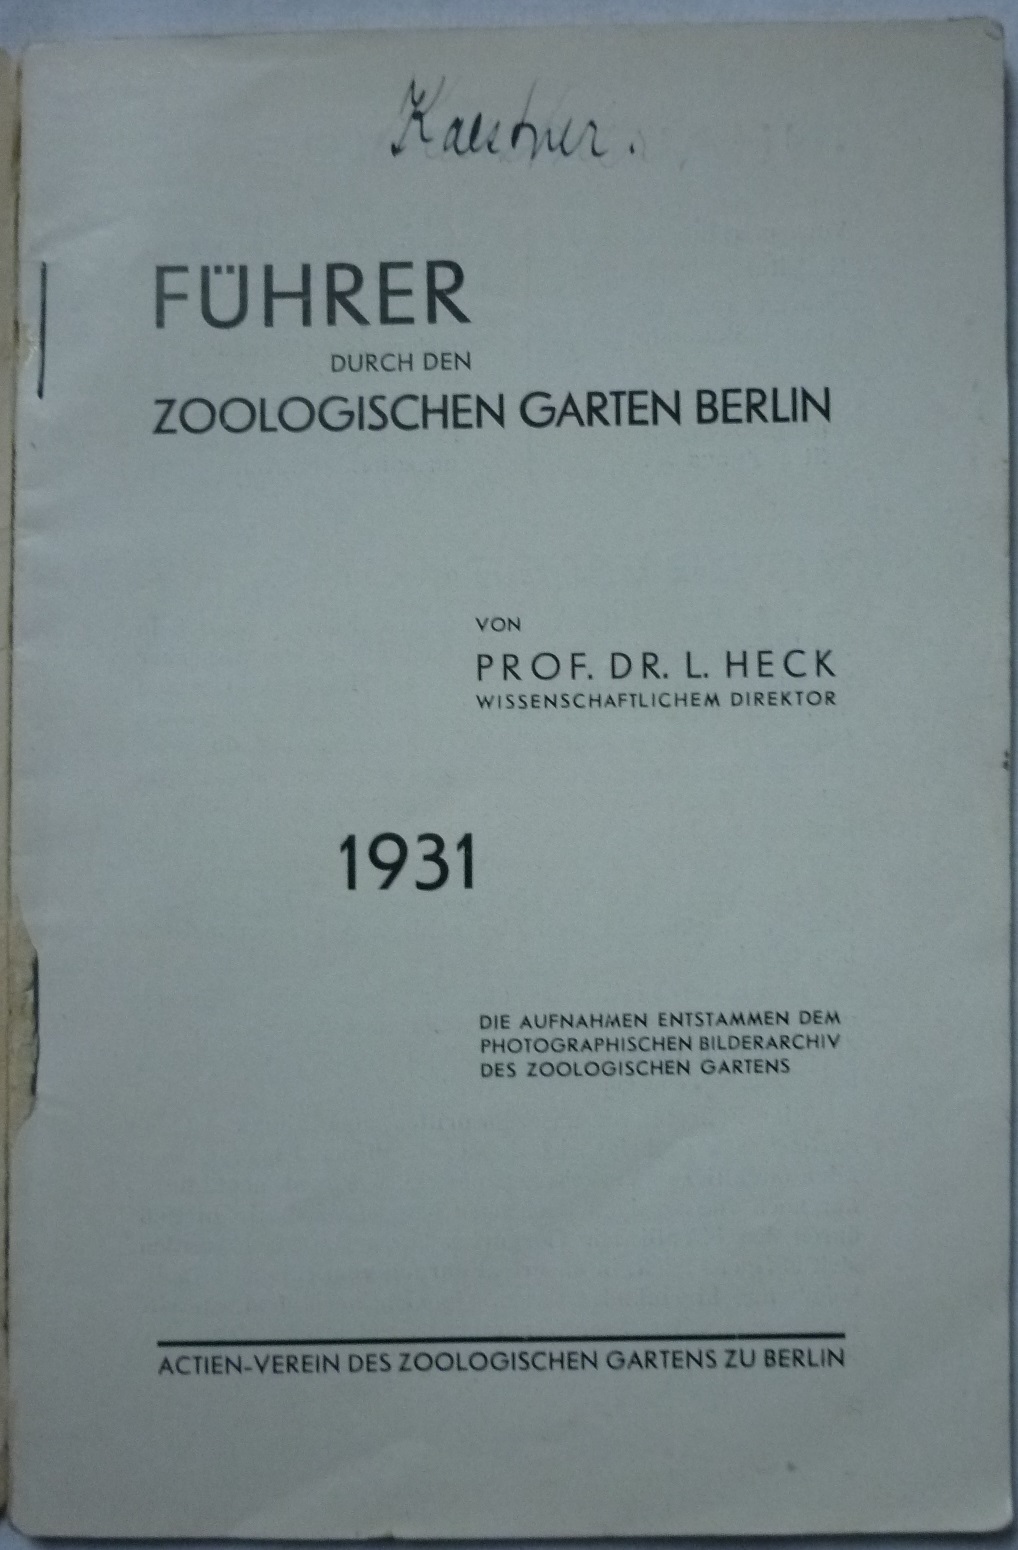 Kaestner.
FÜHRER
DURCH DEN
ZOOLOGISCHEN GARTEN BERLIN
VON
PROF. DR. L. HECK
WISSENSCHAFTLICHEM DIREKTOR
1931
DIE AUFNAHMEN ENTSTAMMEN DEM
PHOTOGRAPHISCHEN BILDERARCHIV
DES ZOOLOGISCHEN GARTENS
ACTIEN-VEREIN DES ZOOLOGISCHEN GARTENS ZU BERLIN